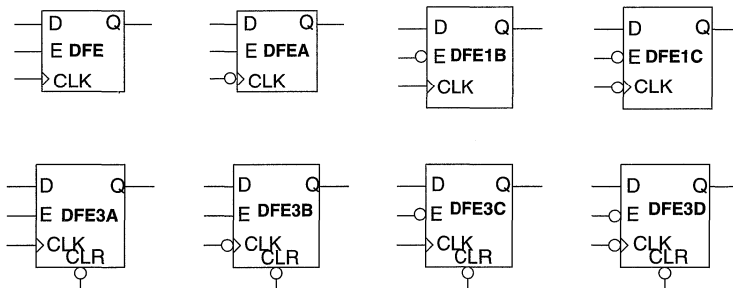 D Q
E DFE
CLK
D Q
E DFEA
CLK
D Q
E DFE1B
CLK
D Q
E DFE1C
CLK
D Q
E DFE3A
CLK
CLR
D Q
E DFE3B
CLK
CLR
D Q
E DFE3C
CLK
CLR
D Q
E DFE3D
CLK
CLR